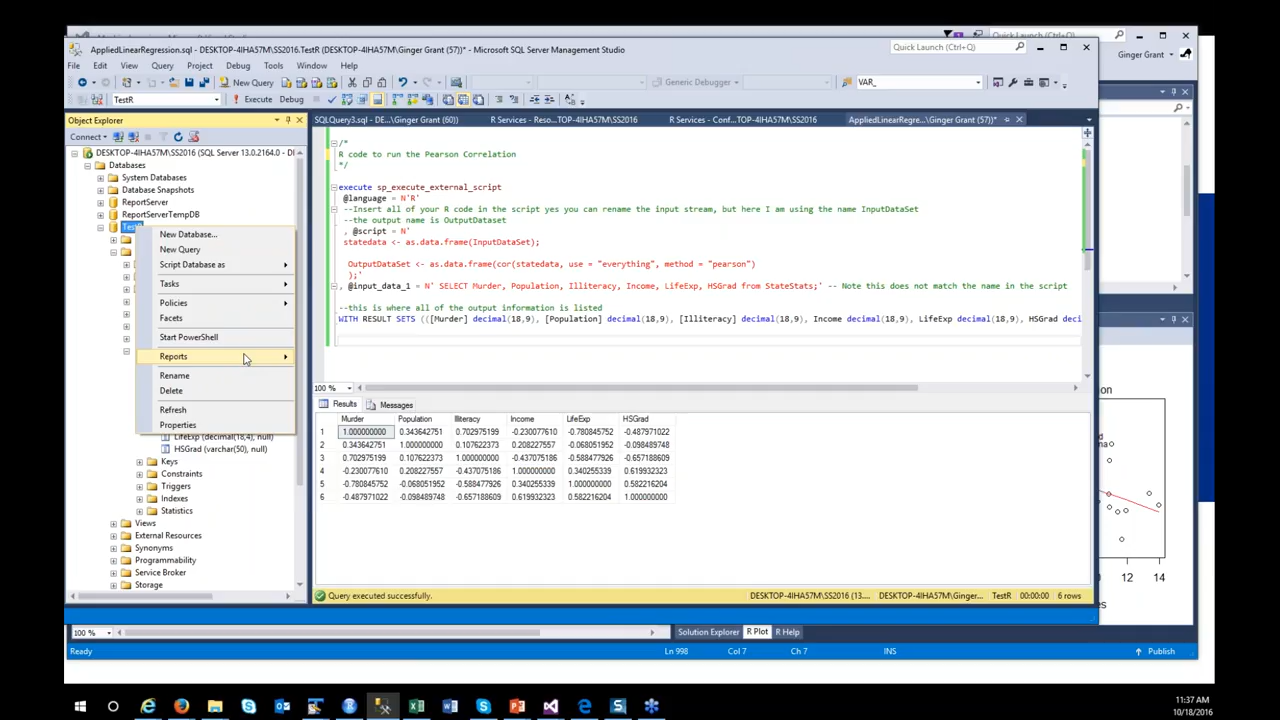 Quick Launch (Ctrl+Q)
AppliedLinearRegression.sql - DESKTOP-4IHA57M\SS2016.TestR (DESKTOP-4IHA57M\Ginger Grant (57))* - Microsoft SQL Server Management Studio
Quick Launch (Ctrl+Q)
Ginger Grant
File Edit View Query Project Debug Tools Window Help
New Query
Generic Debugger
VAR_
TestR
Execute Debug
Object Explorer
SQLQuery3.sql - DE...\Ginger Grant (60))
R Services - Reso...TOP-4IHA57M\SS2016
R Services - Conf...TOP-4IHA57M\SS2016
AppliedLinearRegre...\Ginger Grant (57))*
Connect
DESKTOP-4IHA57M\SS2016 (SQL Server 13.0.2164.0 - DI
Databases
System Databases
Database Snapshots
ReportServer
ReportServerTempDB
TestR
New Database...
New Query
Script Database as
Tasks
Policies
Facets
Start PowerShell
Reports
Rename
Delete
Refresh
Properties
LifeExp (decimal(18,4), null)
HSGrad (varchar(50), null)
Keys
Constraints
Triggers
Indexes
Statistics
Views
External Resources
Synonyms
Programmability
Service Broker
Storage
/*
R code to run the Pearson Correlation
*/
execute sp_execute_external_script
@language = N'R'
--Insert all of your R code in the script yes you can rename the input stream, but here I am using the name InputDataSet
--the output name is OutputDataset
, @script = N'
statedata <- as.data.frame(InputDataSet);
OutputDataSet <- as.data.frame(cor(statedata, use = "everything", method = "pearson")
);'
, @input_data_1 = N' SELECT Murder, Population, Illiteracy, Income, LifeExp, HSGrad from StateStats;' -- Note this does not match the name in the script
--this is where all of the output information is listed
WITH RESULT SETS (([Murder] decimal(18,9), [Population] decimal(18,9), [Illiteracy] decimal(18,9), Income decimal(18,9), LifeExp decimal(18,9), HSGrad deci
100 %
Results Messages
Murder Population Illiteracy Income LifeExp HSGrad
1 1.000000000 0.343642751 0.702975199 -0.230077610 -0.780845752 -0.487971022
2 0.343642751 1.000000000 0.107622373 0.208227557 -0.068051952 -0.098489748
3 0.702975199 0.107622373 1.000000000 -0.437075186 -0.588477926 -0.657188609
4 -0.230077610 0.208227557 -0.437075186 1.000000000 0.340255339 0.619932323
5 -0.780845752 -0.068051952 -0.588477926 0.340255339 1.000000000 0.582216204
6 -0.487971022 -0.098489748 -0.657188609 0.619932323 0.582216204 1.000000000
Query executed successfully.
DESKTOP-4IHA57M\SS2016 (13.... DESKTOP-4IHA57M\Ginger... TestR 00:00:00 6 rows
12 14
100 %
Solution Explorer R Plot R Help
Ready Ln 998 Col 7 Ch 7 INS Publish
11:37 AM
10/18/2016